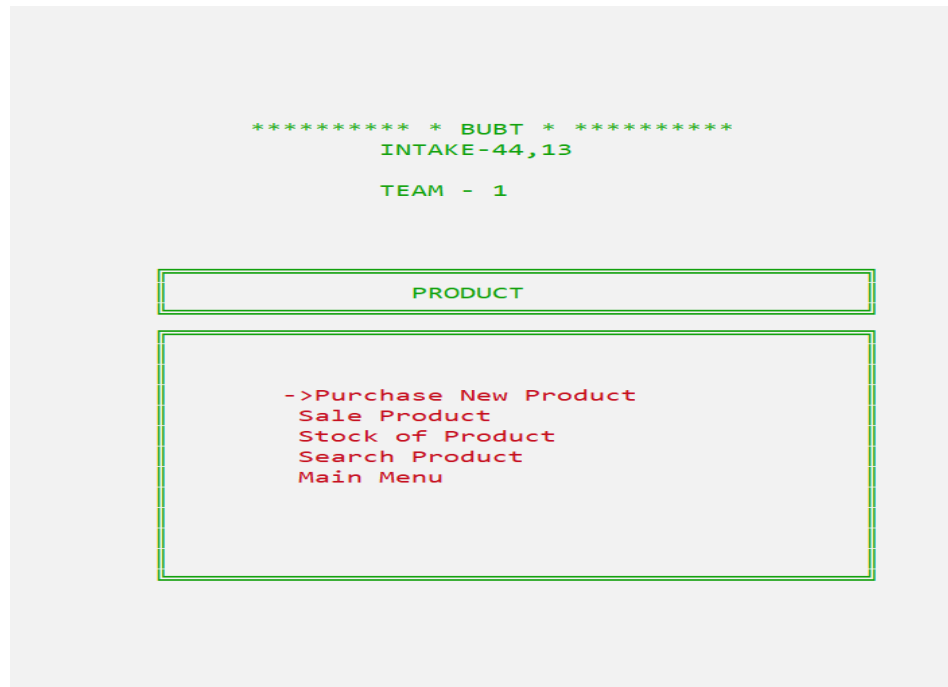 ********** * BUBT * **********
INTAKE-44,13
TEAM - 1
PRODUCT
->Purchase New Product
Sale Product
Stock of Product
Search Product
Main Menu